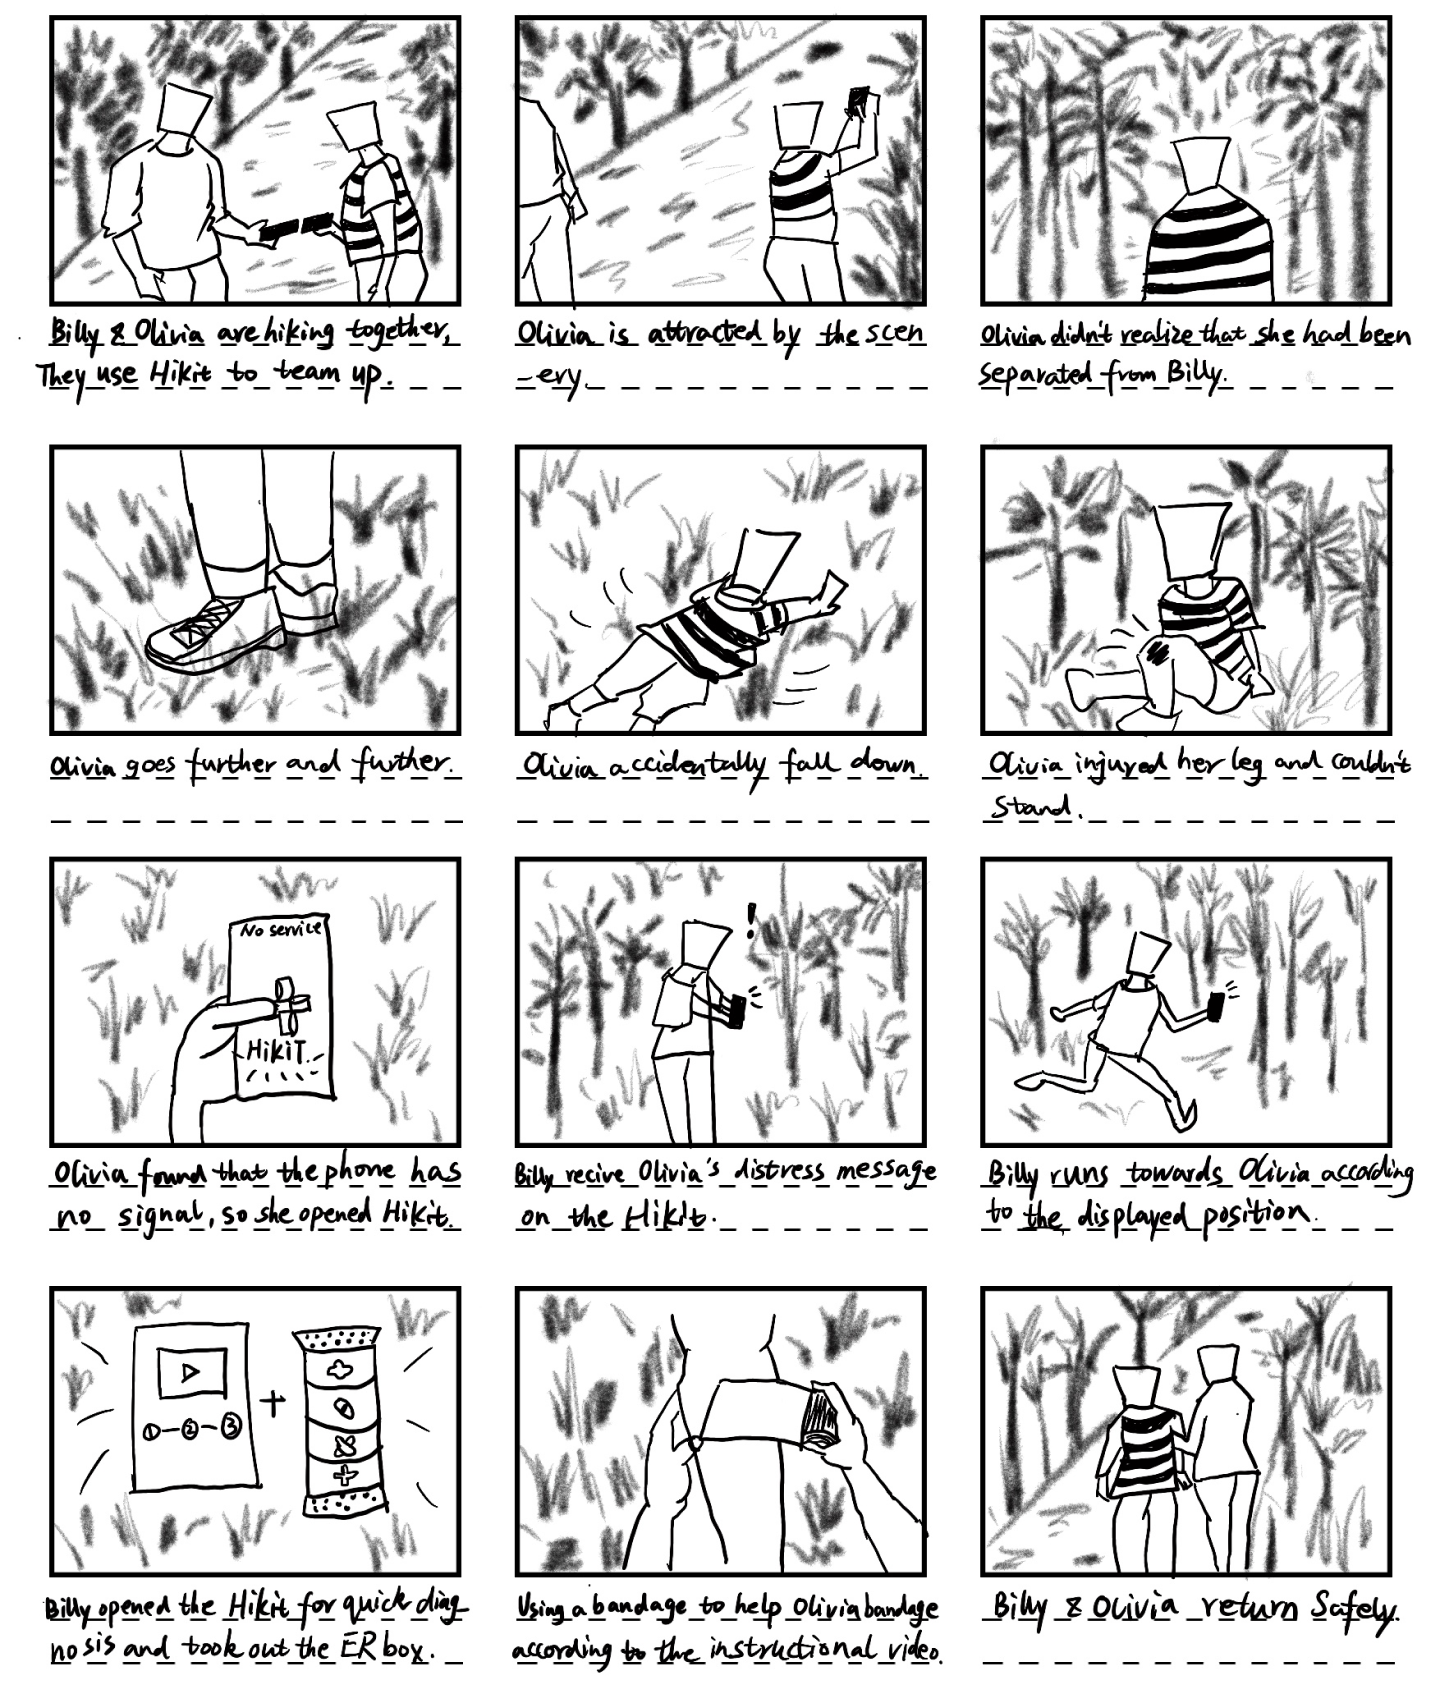 Billy & Olivia are hiking together,
They use Hikit to team up.
Olivia is attracted by the scen
-ery.
Olivia didn't realize that she had been
separated from Billy.
Olivia goes further and further.
Olivia accidentally fall down.
Olivia injured her leg and couldn't
Stand.
No service
HikiT
Olivia found that the phone has
no signal, so she opened Hikit.
!
Billy recive Olivia's distress message
on the Hikit.
Billy runs towards Olivia according
to the displayed position.
①-②-③
+
Billy opened the Hikit for quick diag
nosis and took out the ER box.
Using a bandage to help Olivia bandage
according to the instructional video.
Billy & Olivia return Safely.